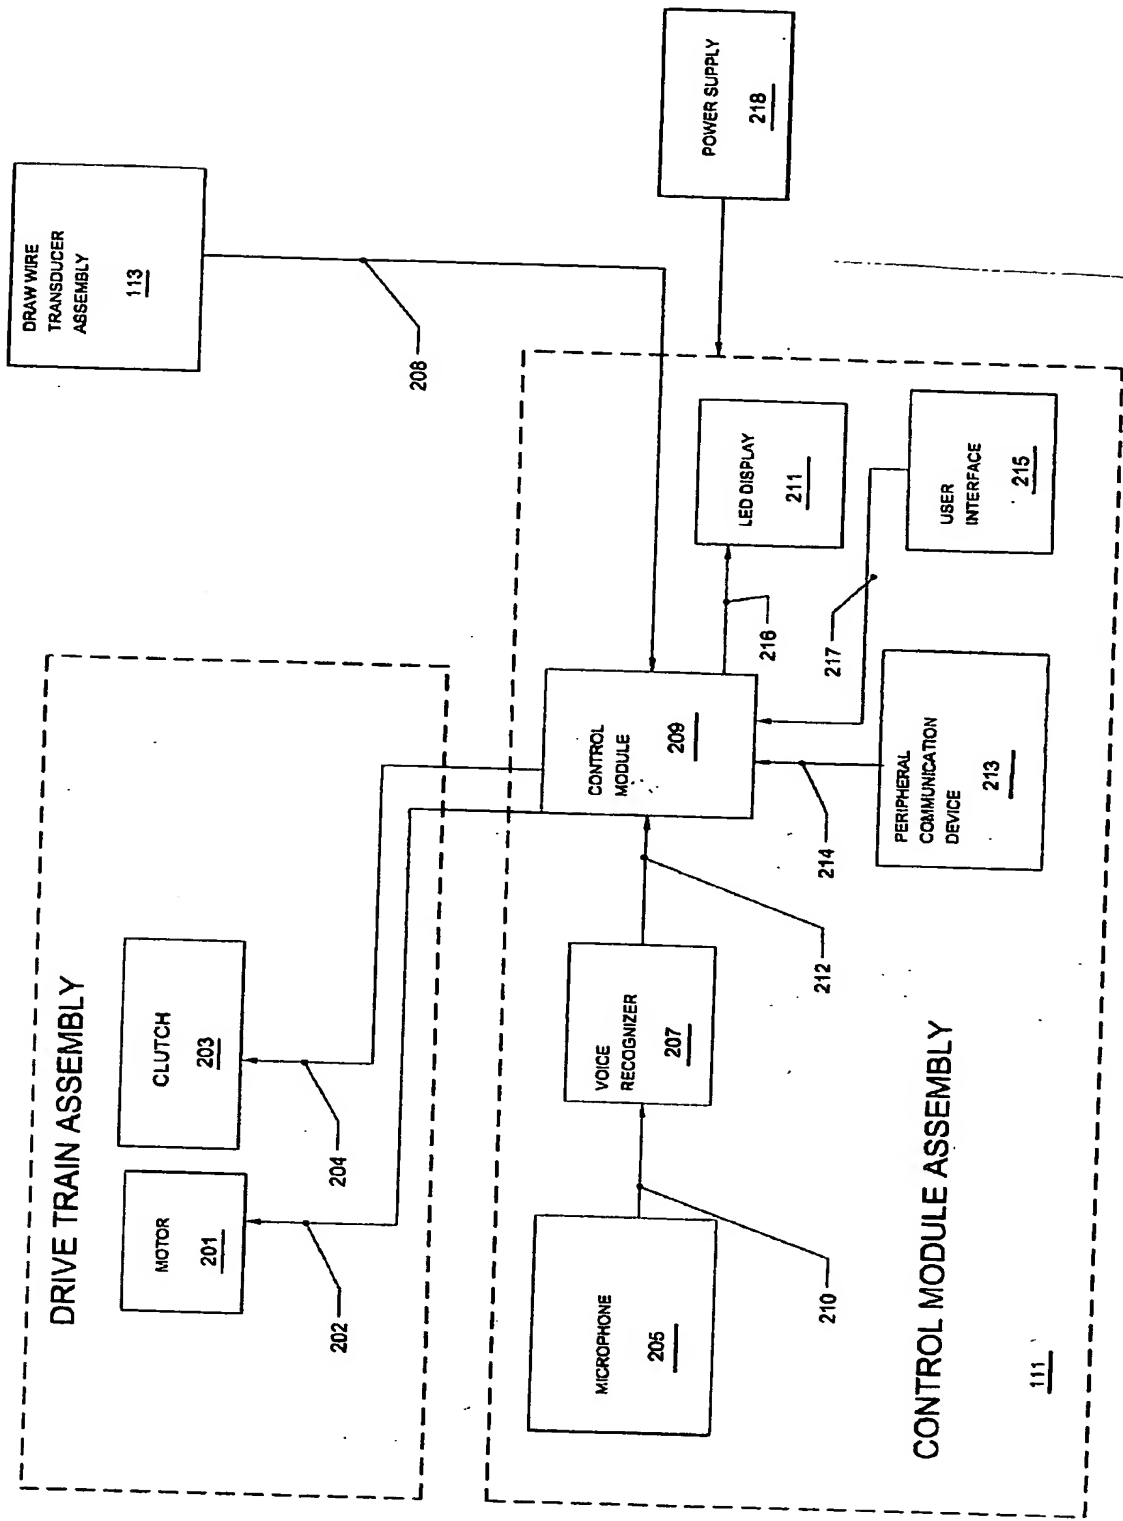 DRIVE TRAIN ASSEMBLY
MOTOR
201
CLUTCH
203
202
204
DRAW WIRE
TRANSDUCER
ASSEMBLY
113
208
MICROPHONE
205
VOICE
RECOGNIZER
207
CONTROL
MODULE
209
LED DISPLAY
211
POWER SUPPLY
218
210
212
214
216
217
PERIPHERAL
COMMUNICATION
DEVICE
213
USER
INTERFACE
215
CONTROL MODULE ASSEMBLY
111